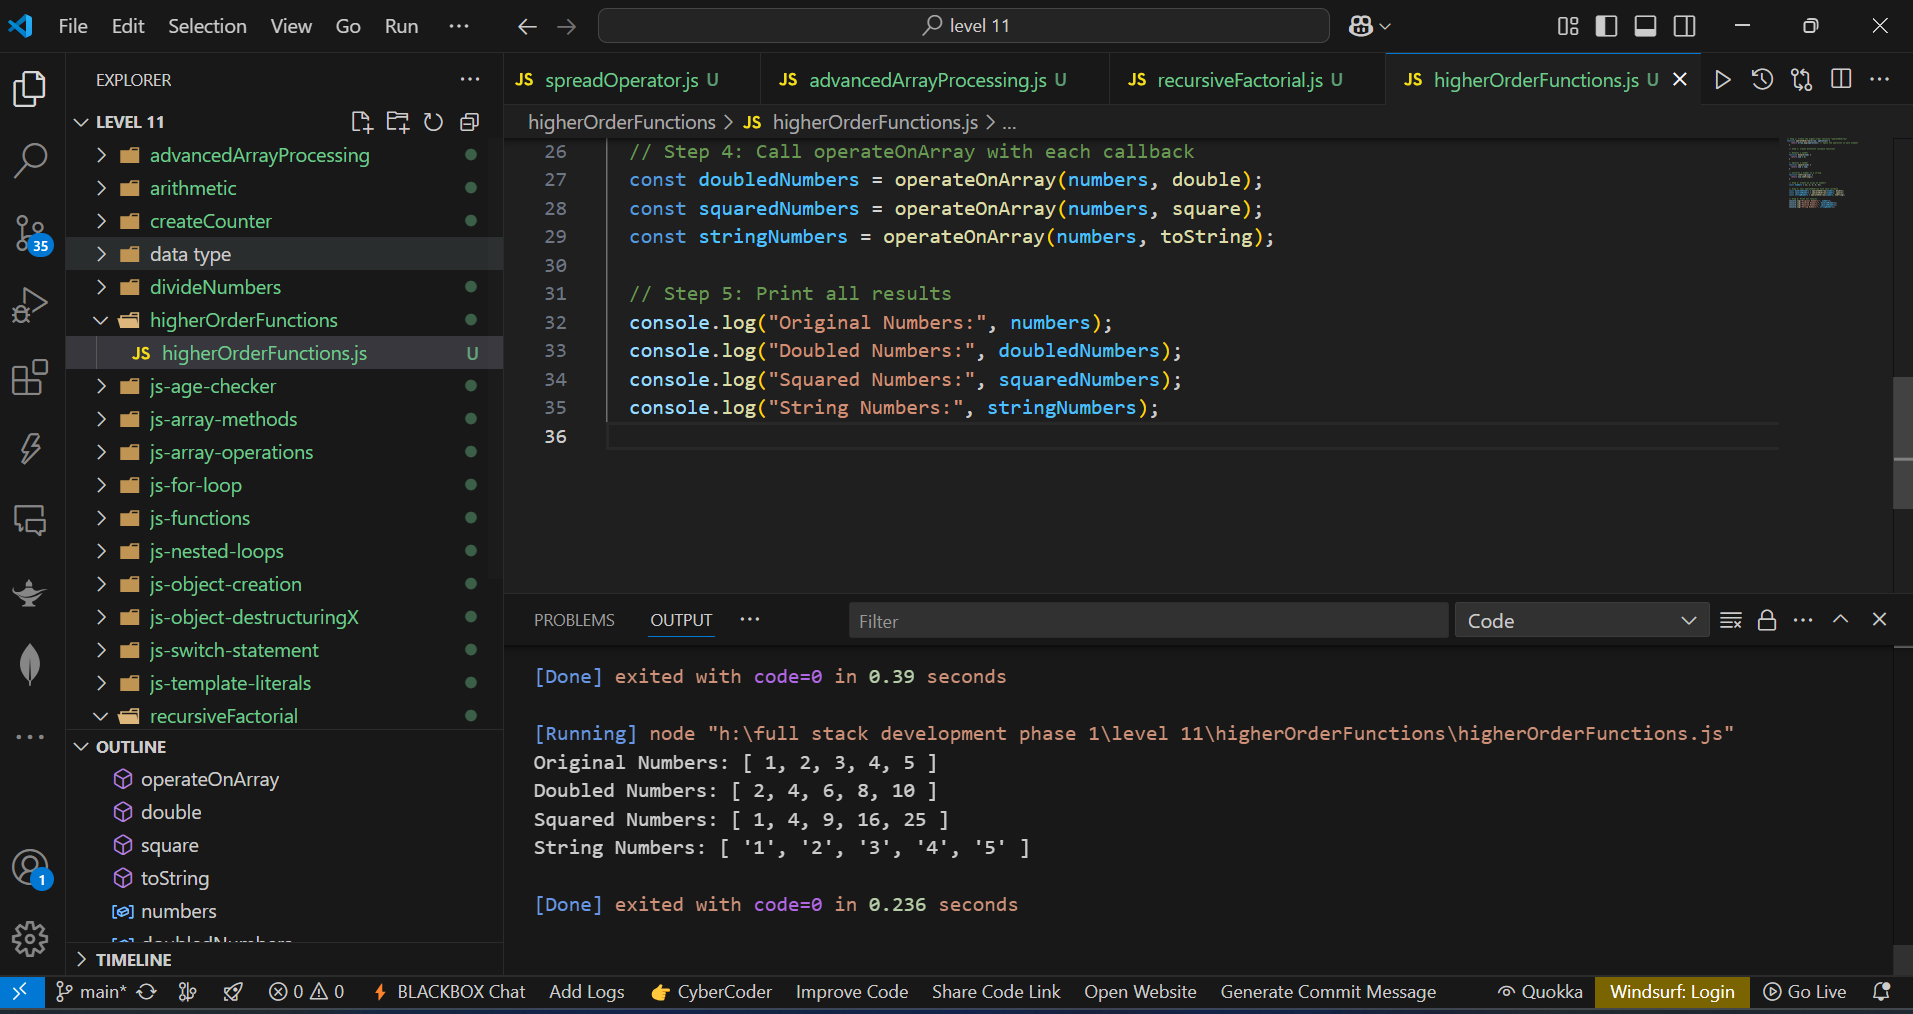 File Edit Selection View Go Run ... level 11
EXPLORER ...
LEVEL 11
advancedArrayProcessing
arithmetic
createCounter
data type
divideNumbers
higherOrderFunctions
JS higherOrderFunctions.js U
js-age-checker
js-array-methods
js-array-operations
js-for-loop
js-functions
js-nested-loops
js-object-creation
js-object-destructuringX
js-switch-statement
js-template-literals
recursiveFactorial
35
1
OUTLINE
operateOnArray
double
square
toString
numbers
doubledNumbers
TIMELINE
JS spreadOperator.js U JS advancedArrayProcessing.js U JS recursiveFactorial.js U JS higherOrderFunctions.js U
higherOrderFunctions > JS higherOrderFunctions.js > ...
26 // Step 4: Call operateOnArray with each callback
27 const doubledNumbers = operateOnArray(numbers, double);
28 const squaredNumbers = operateOnArray(numbers, square);
29 const stringNumbers = operateOnArray(numbers, toString);
30
31 // Step 5: Print all results
32 console.log("Original Numbers:", numbers);
33 console.log("Doubled Numbers:", doubledNumbers);
34 console.log("Squared Numbers:", squaredNumbers);
35 console.log("String Numbers:", stringNumbers);
36
PROBLEMS OUTPUT ... Filter Code
[Done] exited with code=0 in 0.39 seconds
[Running] node "h:\full stack development phase 1\level 11\higherOrderFunctions\higherOrderFunctions.js"
Original Numbers: [ 1, 2, 3, 4, 5 ]
Doubled Numbers: [ 2, 4, 6, 8, 10 ]
Squared Numbers: [ 1, 4, 9, 16, 25 ]
String Numbers: [ '1', '2', '3', '4', '5' ]
[Done] exited with code=0 in 0.236 seconds
main* 0 0 BLACKBOX Chat Add Logs CyberCoder Improve Code Share Code Link Open Website Generate Commit Message Quokka Windsurf: Login Go Live